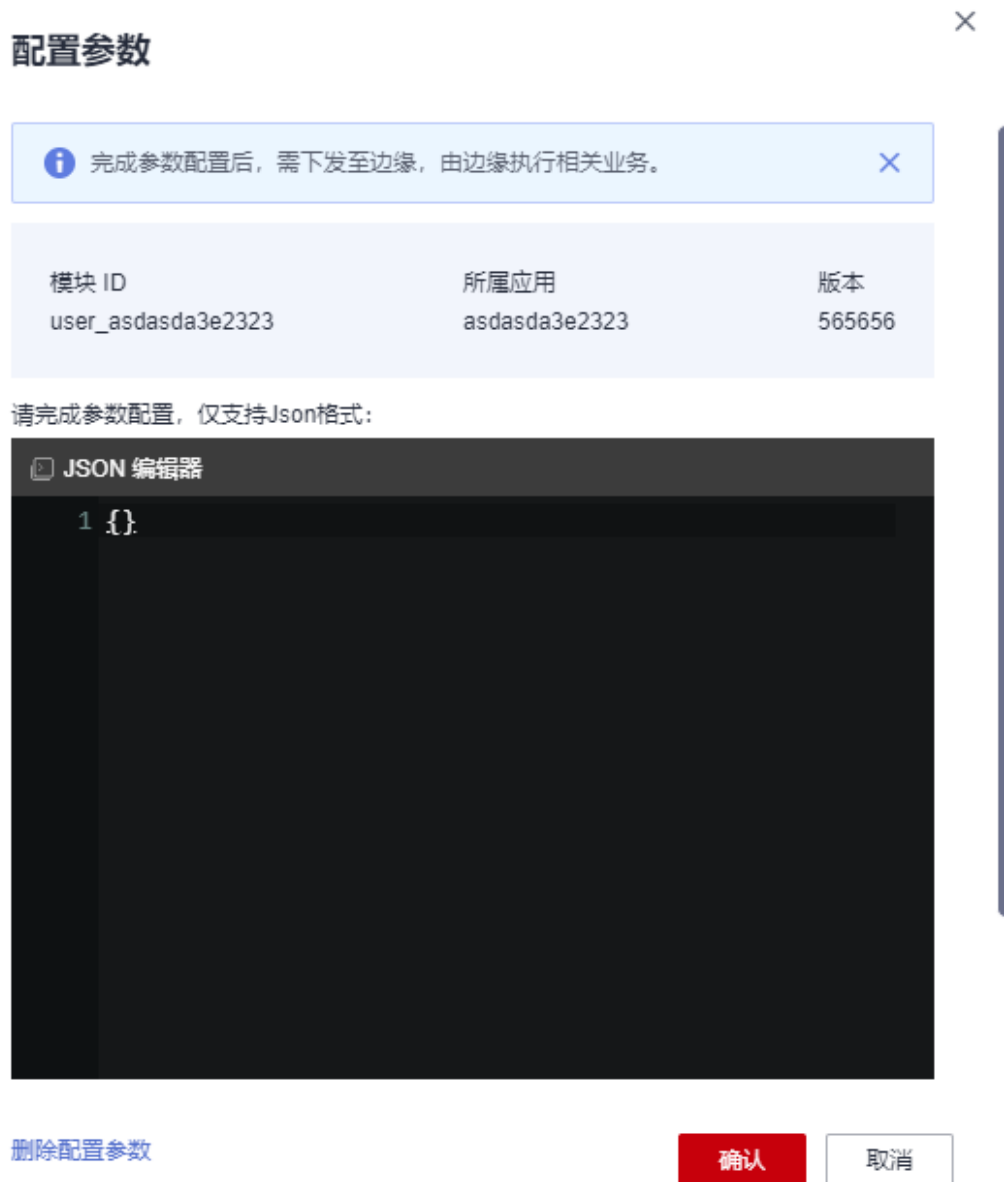 配置参数
完成参数配置后，需下发至边缘，由边缘执行相关业务。
模块 ID 所属应用 版本
user_asdasda3e2323 asdasda3e2323 565656
请完成参数配置，仅支持Json格式：
JSON 编辑器
1 {}
删除配置参数 确认 取消